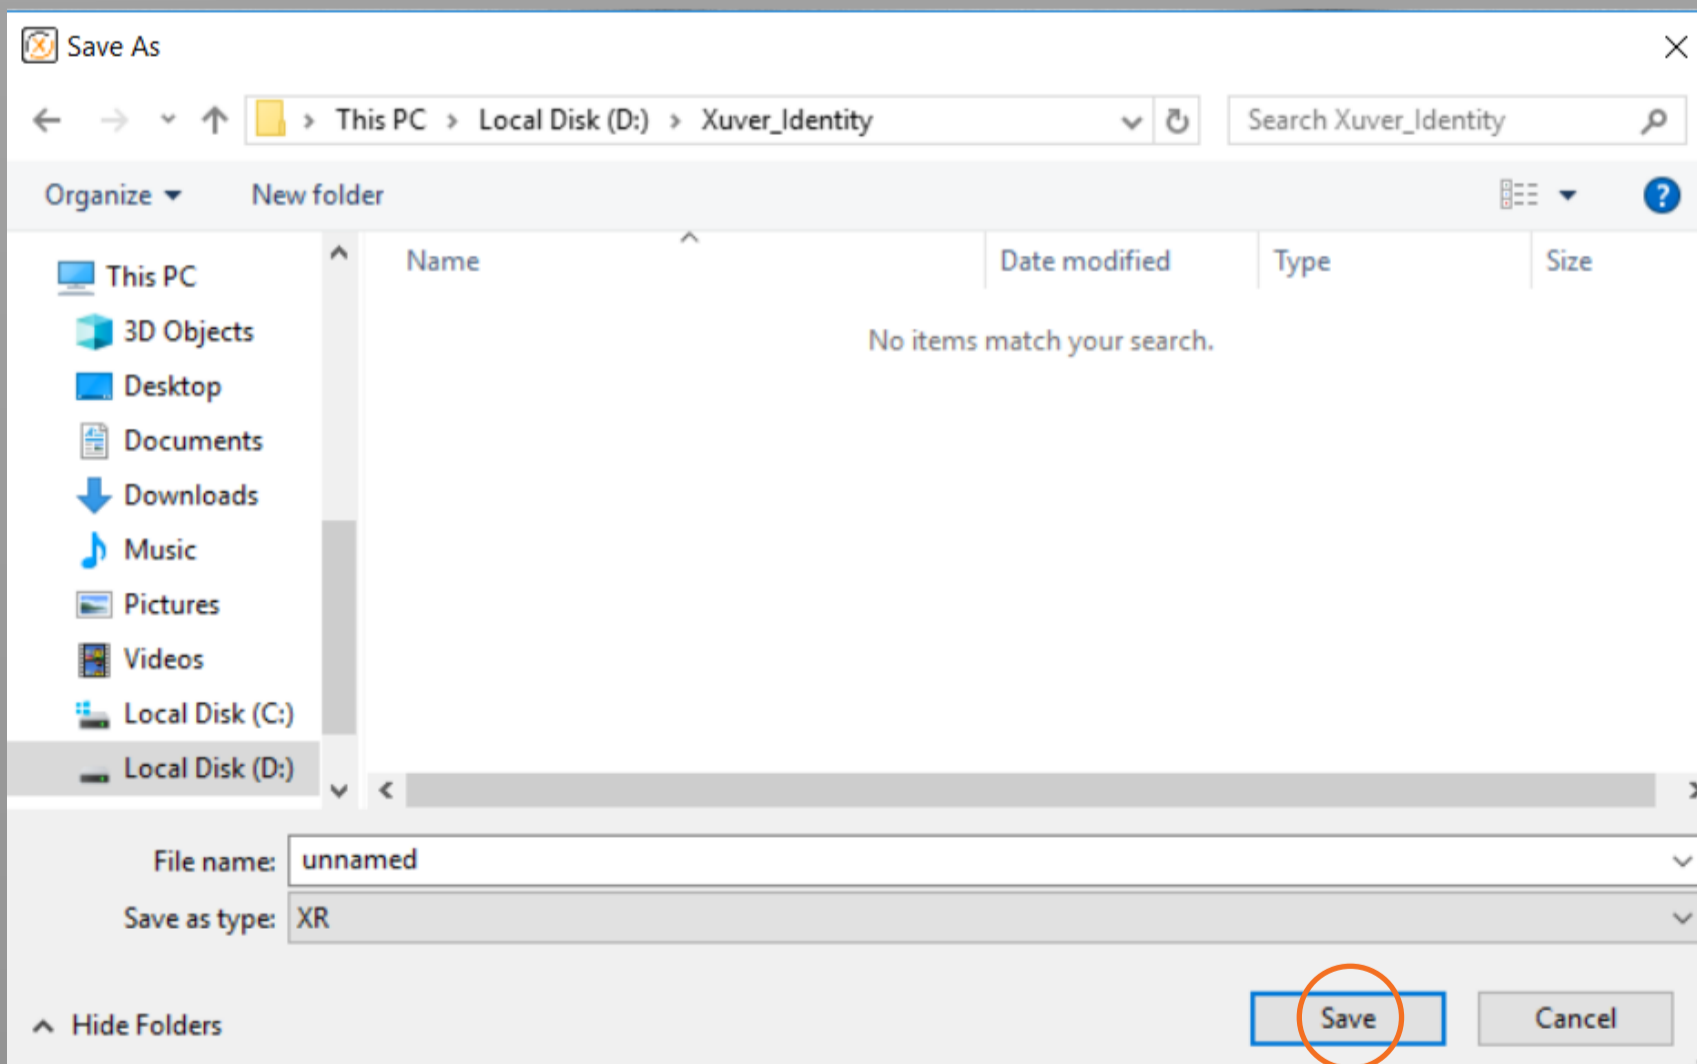 Save As
This PC > Local Disk (D:) > Xuver_Identity
Search Xuver_Identity
Organize
New folder
?
Name
Date modified
Type
Size
No items match your search.
This PC
3D Objects
Desktop
Documents
Downloads
Music
Pictures
Videos
Local Disk (C:)
Local Disk (D:)
File name: unnamed
Save as type: XR
Hide Folders
Save
Cancel